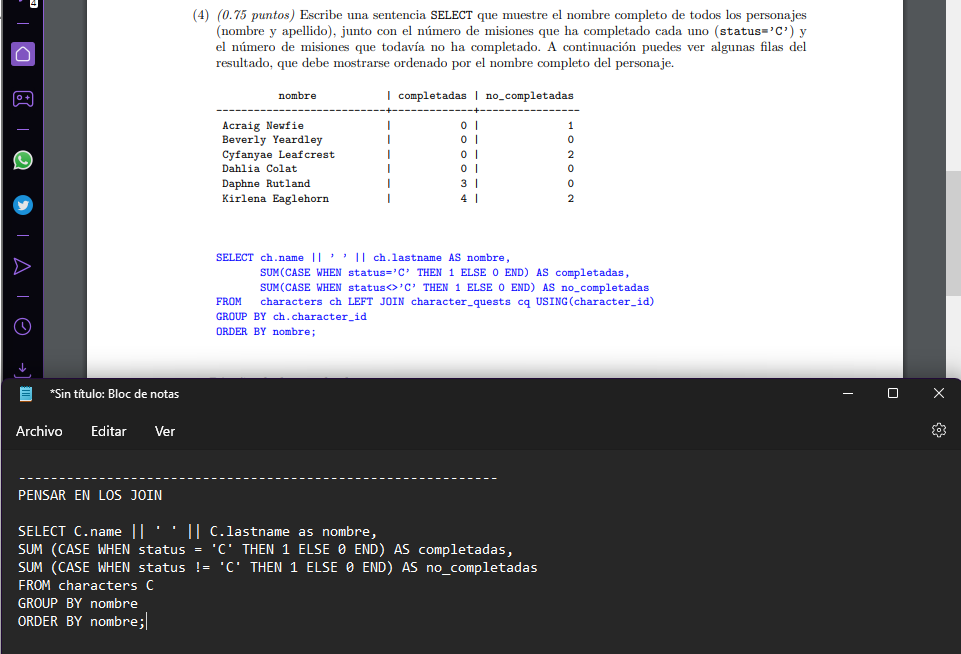 4
(4) (0.75 puntos) Escribe una sentencia SELECT que muestre el nombre completo de todos los personajes
(nombre y apellido), junto con el número de misiones que ha completado cada uno (status='C') y
el número de misiones que todavía no ha completado. A continuación puedes ver algunas filas del
resultado, que debe mostrarse ordenado por el nombre completo del personaje.
nombre | completadas | no_completadas
---------------------------+-------------+----------------
Acraig Newfie | 0 | 1
Beverly Yeardley | 0 | 0
Cyfanyae Leafcrest | 0 | 2
Dahlia Colat | 0 | 0
Daphne Rutland | 3 | 0
Kirlena Eaglehorn | 4 | 2
SELECT ch.name || ' ' || ch.lastname AS nombre,
SUM(CASE WHEN status='C' THEN 1 ELSE 0 END) AS completadas,
SUM(CASE WHEN status<>'C' THEN 1 ELSE 0 END) AS no_completadas
FROM characters ch LEFT JOIN character_quests cq USING(character_id)
GROUP BY ch.character_id
ORDER BY nombre;
*Sin título: Bloc de notas
Archivo Editar Ver
------------------------------------------------------------
PENSAR EN LOS JOIN
SELECT C.name || ' ' || C.lastname as nombre,
SUM (CASE WHEN status = 'C' THEN 1 ELSE 0 END) AS completadas,
SUM (CASE WHEN status != 'C' THEN 1 ELSE 0 END) AS no_completadas
FROM characters C
GROUP BY nombre
ORDER BY nombre;